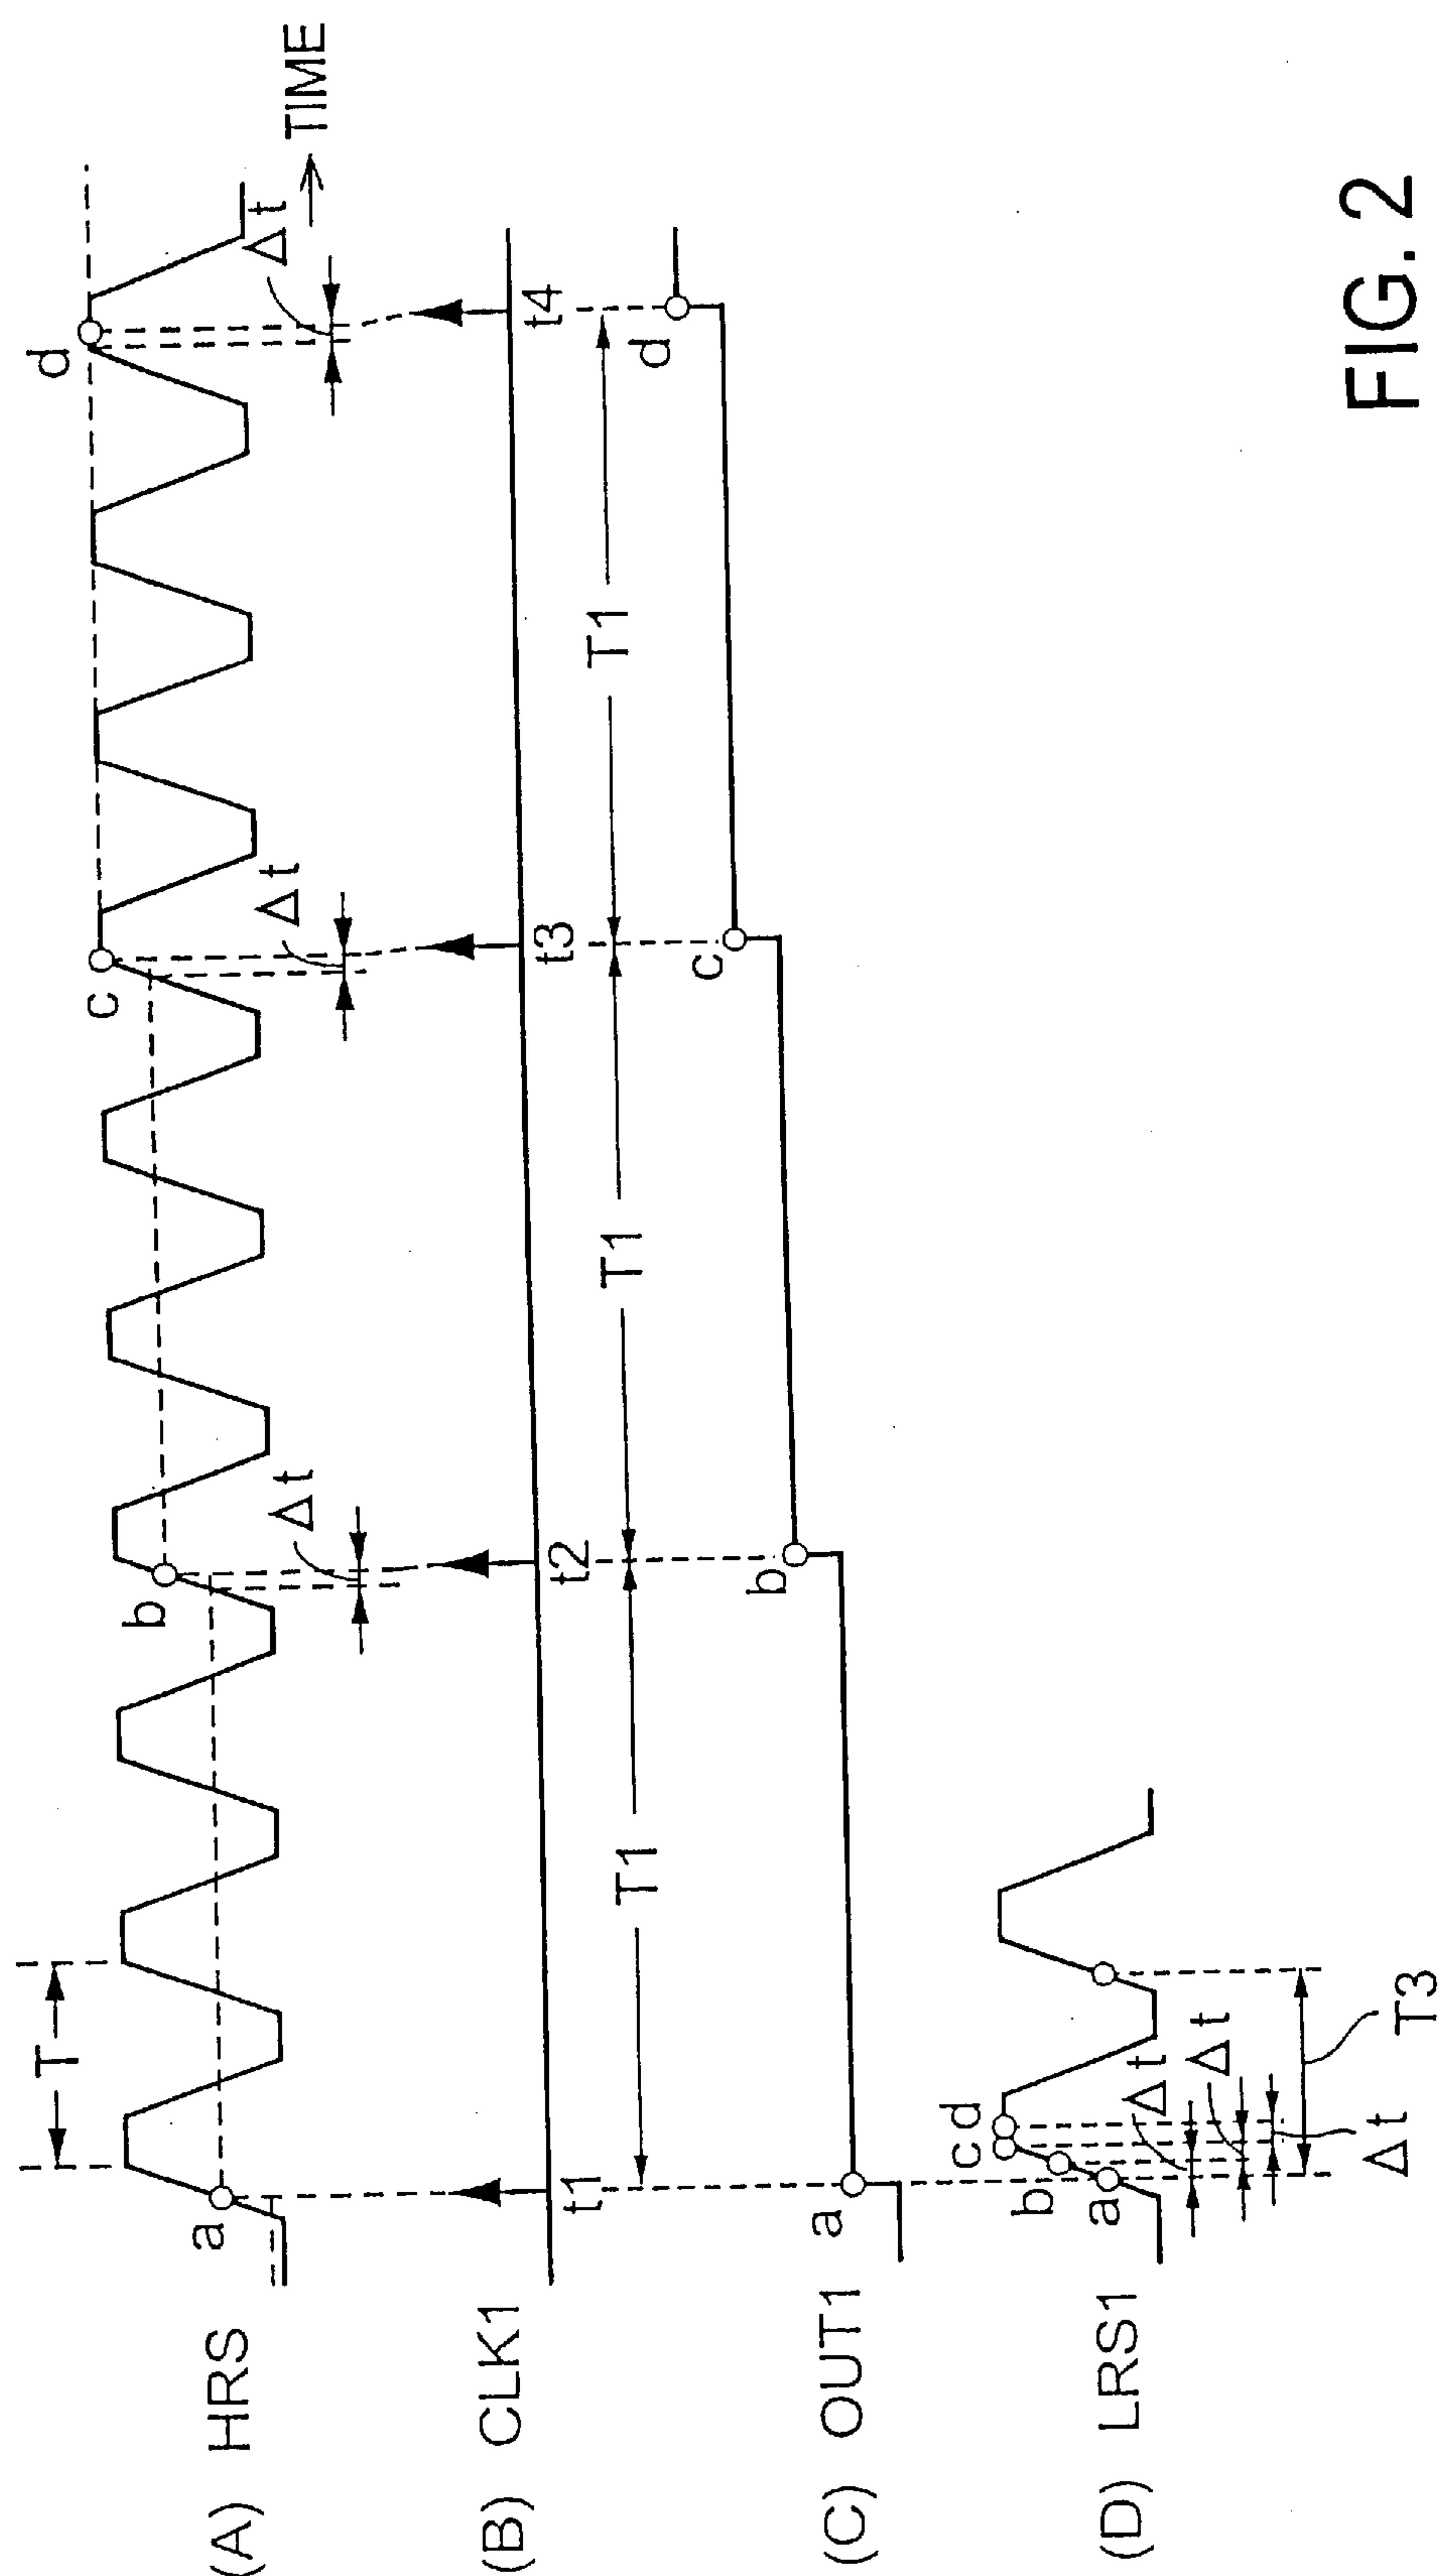 (A) HRS
T
a
b
Δt
c
Δt
d
Δt
TIME
(B) CLK1
t1
t2
t3
t4
T1
T1
T1
(C) OUT1
a
b
c
d
(D) LRS1
a
b
c d
Δt
Δt
Δt
T3
FIG. 2